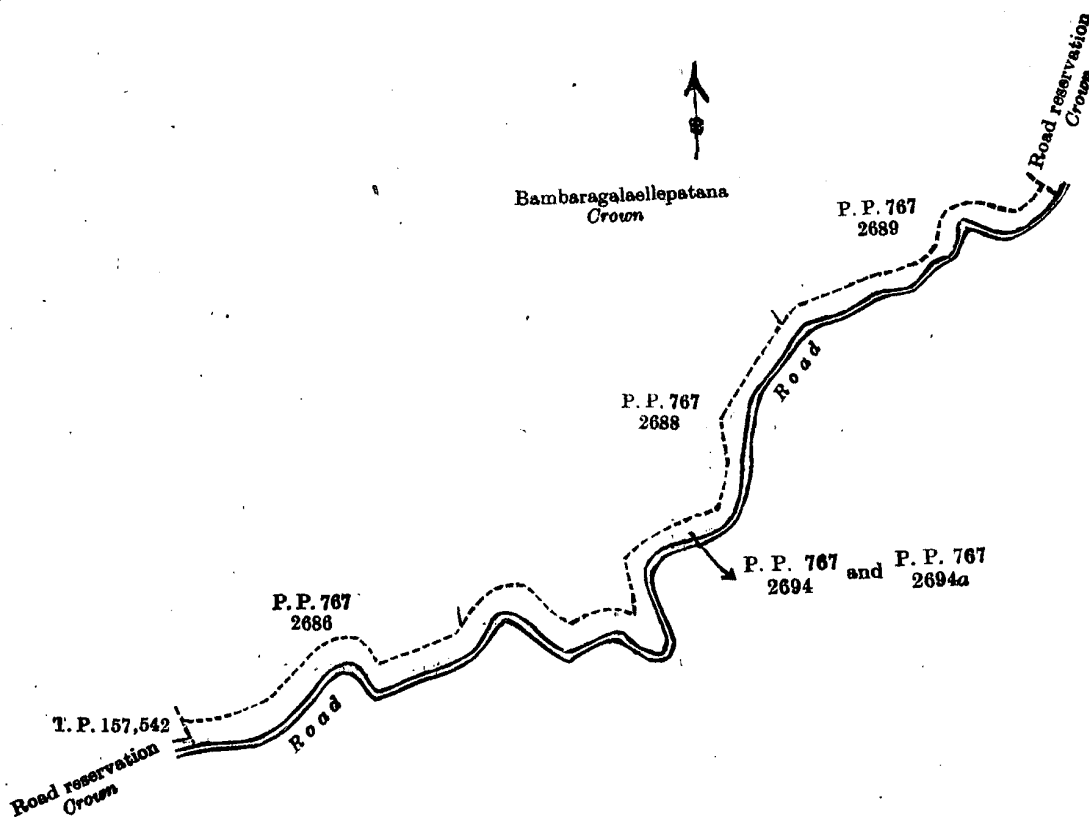 Road reservation
Crown
Bambaragalaellepatana
Crown
P. P. 767
2689
Road
P. P. 767
2688
P. P. 767
2694
and
P. P. 767
2694a
P. P. 767
2686
Road
T. P. 157,542
Road reservation
Crown